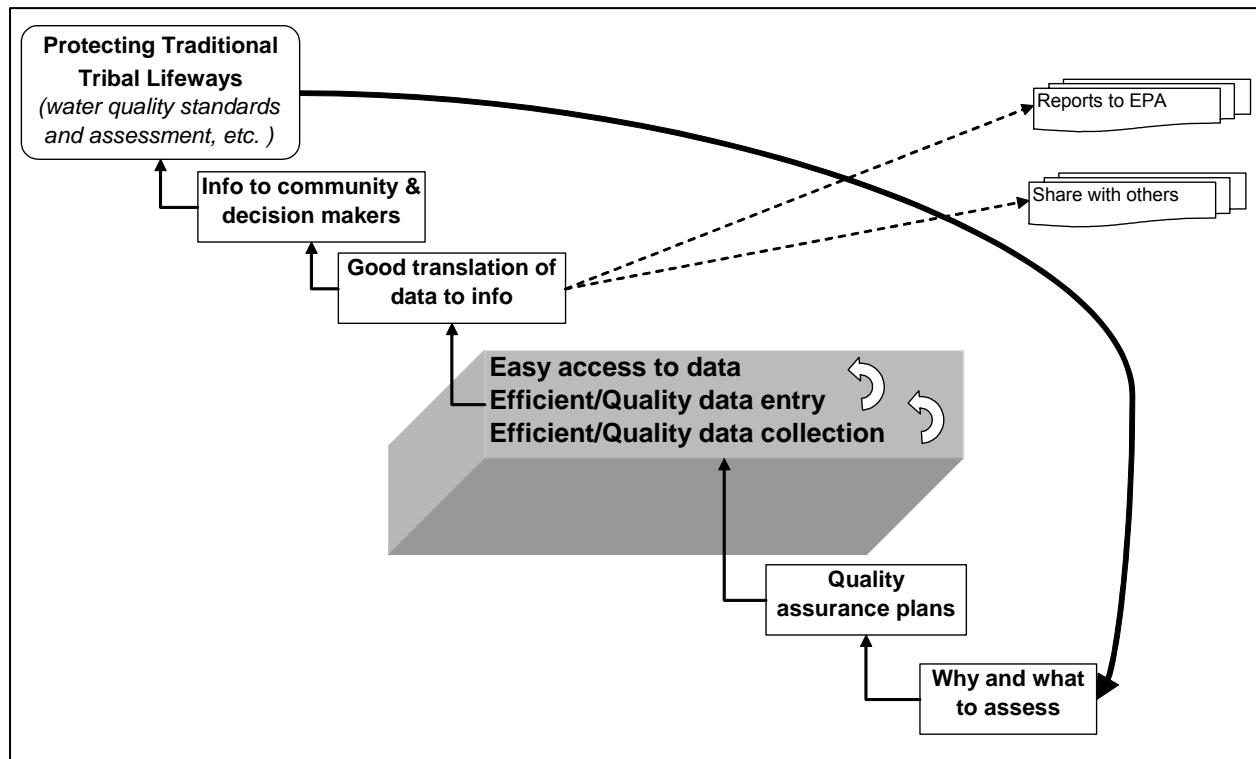 Protecting Traditional
Tribal Lifeways
(water quality standards
and assessment, etc. )
Reports to EPA
Info to community &
decision makers
Share with others
Good translation of
data to info
Easy access to data
Efficient/Quality data entry
Efficient/Quality data collection
Quality
assurance plans
Why and what
to assess